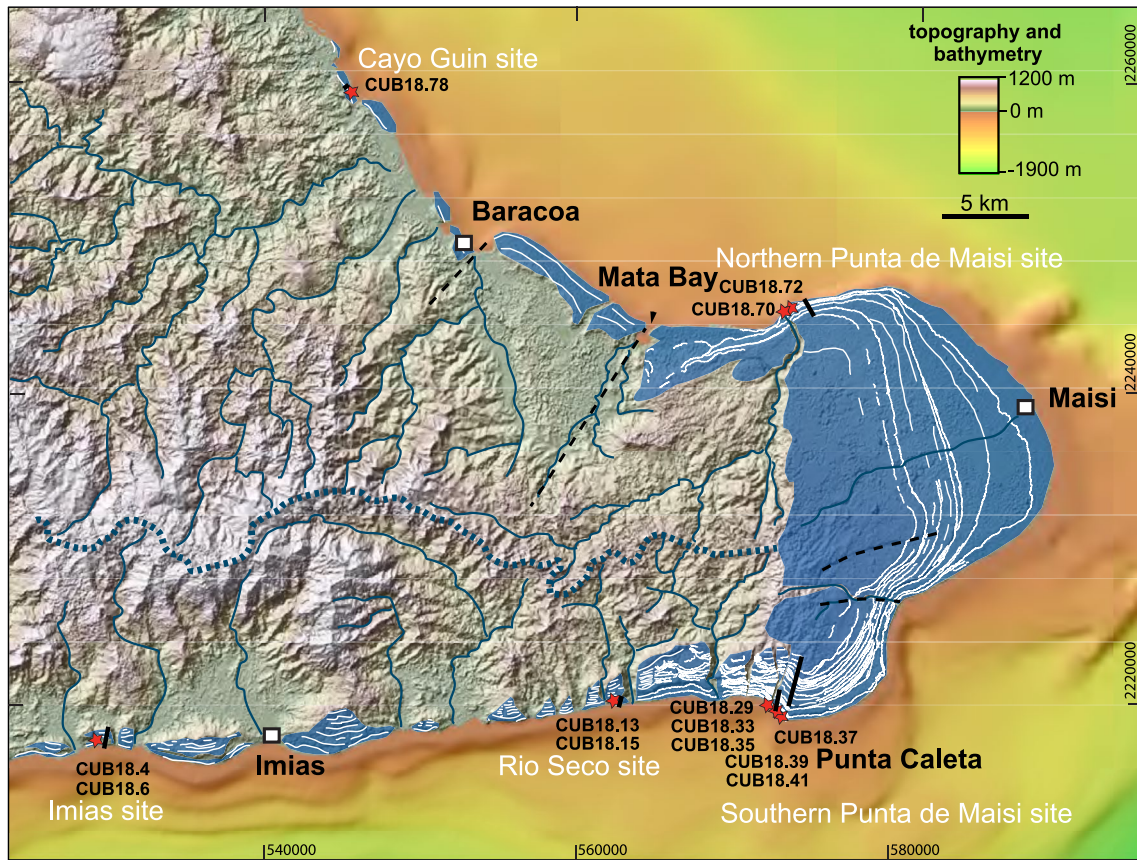 topography and
bathymetry
1200 m
0 m
-1900 m
5 km
2260000
Cayo Guin site
CUB18.78
Baracoa
Mata Bay
Northern Punta de Maisi site
CUB18.72
CUB18.70
2240000
Maisi
2220000
CUB18.4
CUB18.6
Imias site
Imias
CUB18.13
CUB18.15
Rio Seco site
CUB18.29
CUB18.33
CUB18.35
CUB18.37
CUB18.39
CUB18.41
Punta Caleta
Southern Punta de Maisi site
540000
560000
580000